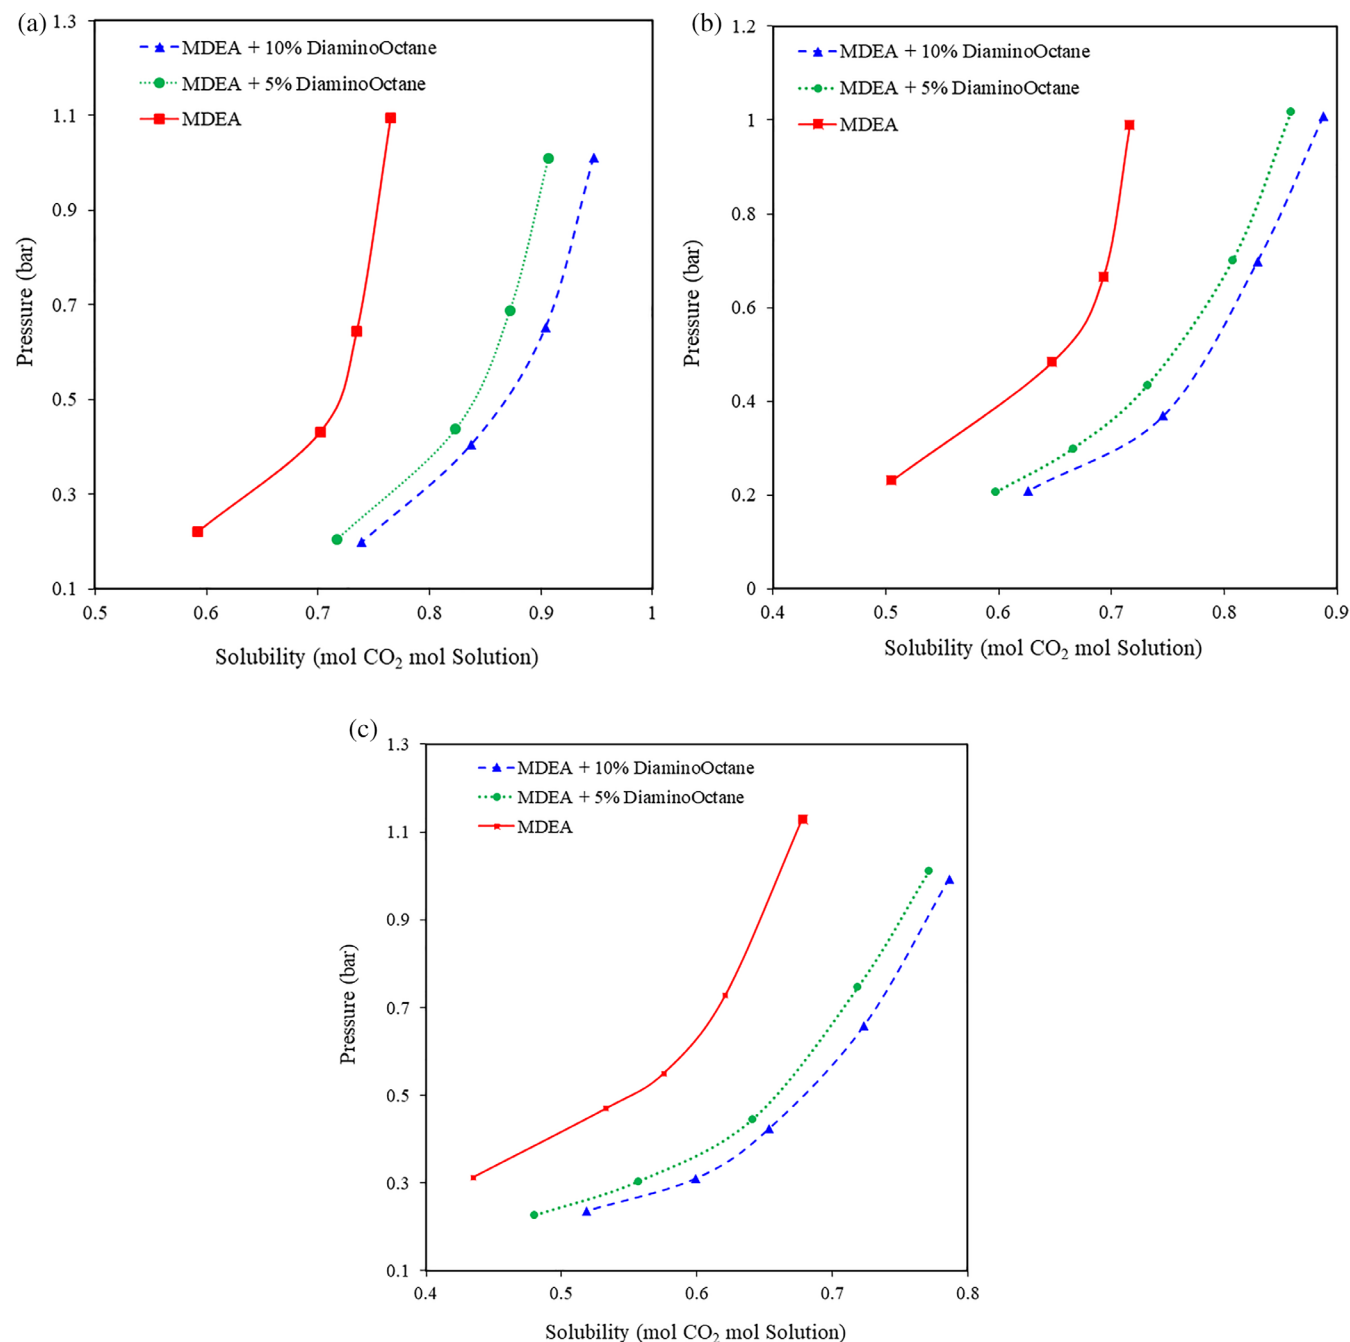 (a)
1.3
1.1
0.9
0.7
0.5
0.3
0.1
Pressure (bar)
MDEA + 10% DiaminoOctane
MDEA + 5% DiaminoOctane
MDEA
0.5 0.6 0.7 0.8 0.9 1
Solubility (mol CO₂ mol Solution)
(b)
1.2
1
0.8
0.6
0.4
0.2
0
Pressure (bar)
MDEA + 10% DiaminoOctane
MDEA + 5% DiaminoOctane
MDEA
0.4 0.5 0.6 0.7 0.8 0.9
Solubility (mol CO₂ mol Solution)
(c)
1.3
1.1
0.9
0.7
0.5
0.3
0.1
Pressure (bar)
MDEA + 10% DiaminoOctane
MDEA + 5% DiaminoOctane
MDEA
0.4 0.5 0.6 0.7 0.8
Solubility (mol CO₂ mol Solution)